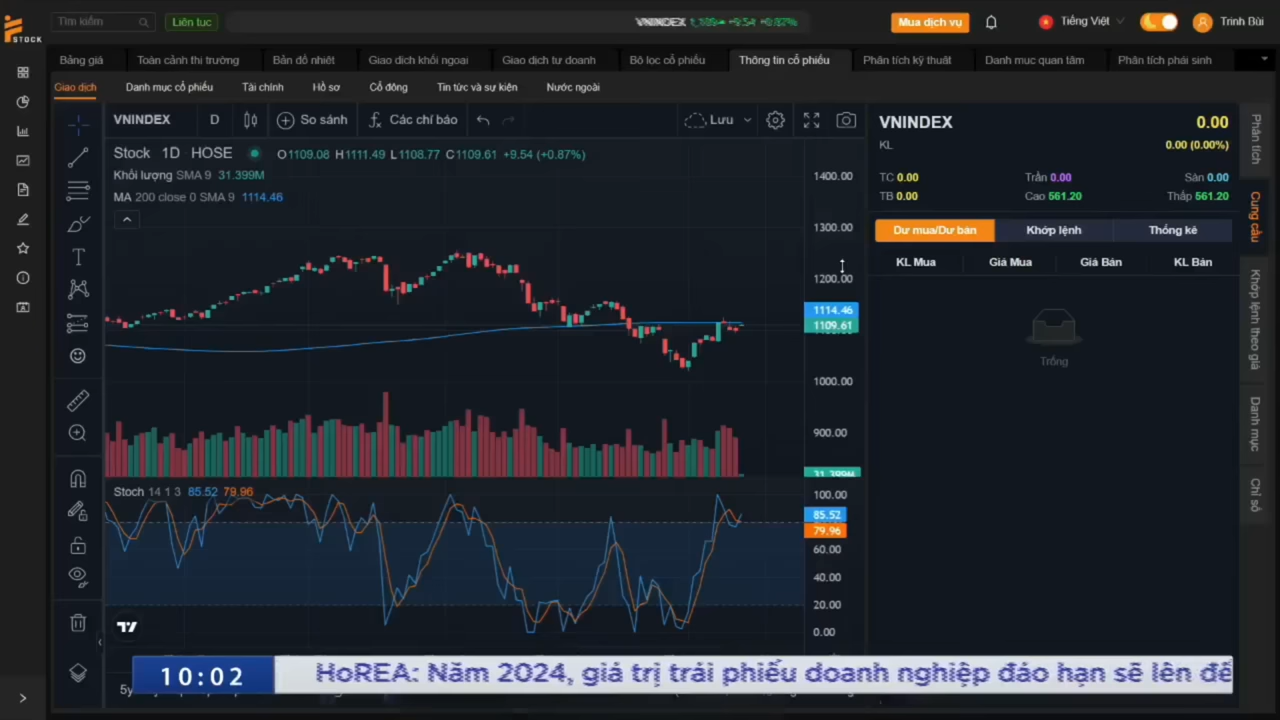 STOCK
Tìm kiếm
Liên tục
VNINDEX +9.54 +0.87%
Mua dịch vụ
Tiếng Việt
Trinh Bùi
Bảng giá
Toàn cảnh thị trường
Bản đồ nhiệt
Giao dịch khối ngoại
Giao dịch tự doanh
Bộ lọc cổ phiếu
Thông tin cổ phiếu
Phân tích kỹ thuật
Danh mục quan tâm
Phân tích phái sinh
Giao dịch
Danh mục cổ phiếu
Tài chính
Hồ sơ
Cổ đông
Tin tức và sự kiện
Nước ngoài
VNINDEX
D
So sánh
Các chỉ báo
Lưu
Stock 1D HOSE
O1109.08 H1111.49 L1108.77 C1109.61 +9.54 (+0.87%)
Khối lượng SMA 9 31.399M
MA 200 close 0 SMA 9 1114.46
1400.00
1300.00
1200.00
1114.46
1109.61
1000.00
900.00
31.399M
Stoch 14 1 3 85.52 79.96
100.00
85.52
79.96
60.00
40.00
20.00
0.00
VNINDEX
0.00
KL
0.00 (0.00%)
TC 0.00
Trần 0.00
Sàn 0.00
TB 0.00
Cao 561.20
Thấp 561.20
Dư mua/Dư bán
Khớp lệnh
Thống kê
KL Mua
Giá Mua
Giá Bán
KL Bán
Trống
Phân tích
Cung cầu
Khớp lệnh theo giá
Danh mục
Chỉ số
10:02
HoREA: Năm 2024, giá trị trái phiếu doanh nghiệp đáo hạn sẽ lên đế